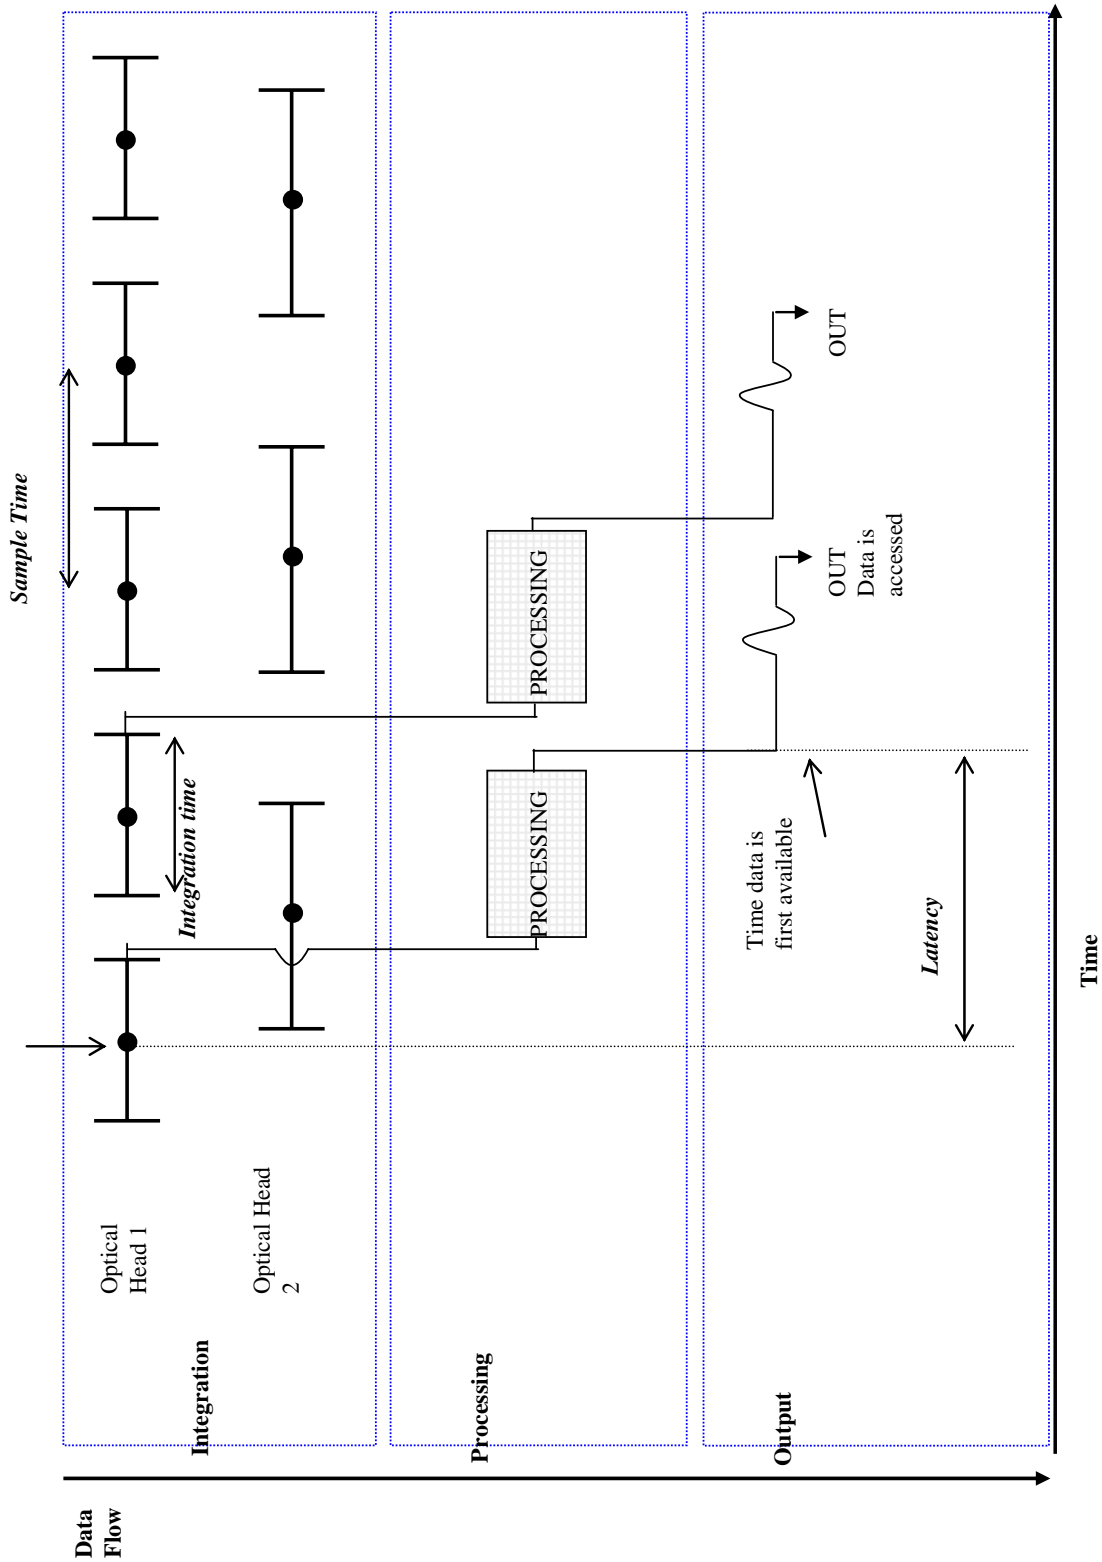 Sample Time
Optical
Head 1
Integration time
Optical Head
2
Integration
PROCESSING
PROCESSING
Processing
Time data is
first available
OUT
Data is
accessed
OUT
Latency
Output
Data
Flow
Time